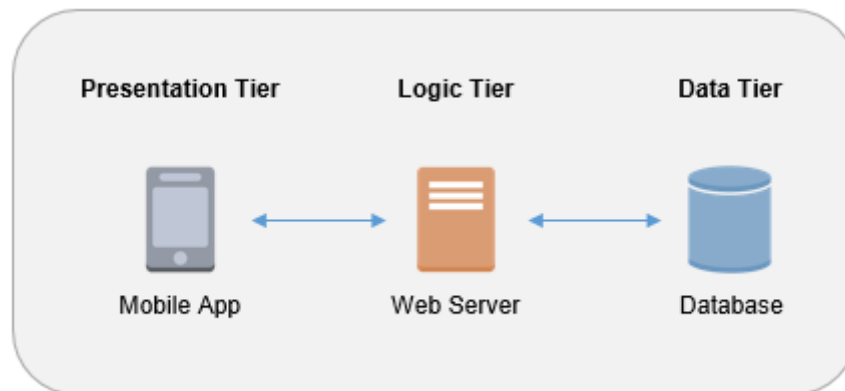 Presentation Tier
Logic Tier
Data Tier
Mobile App
Web Server
Database